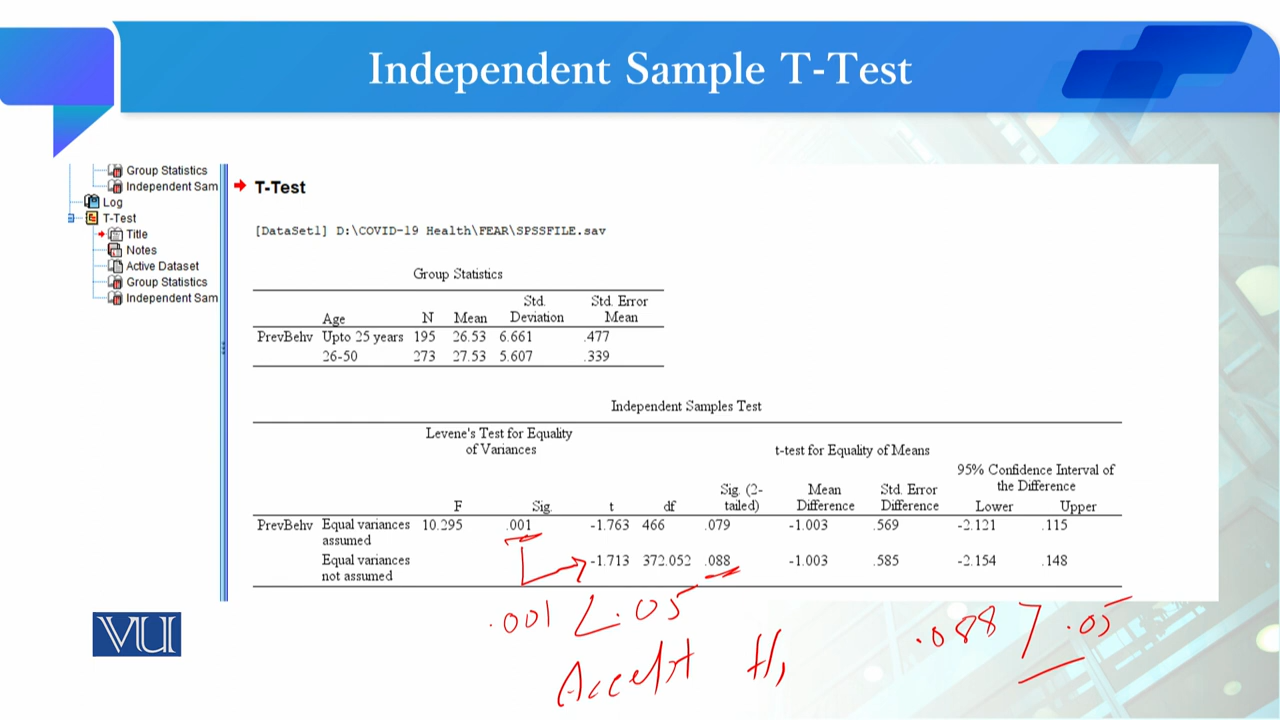 Independent Sample T-Test
Group Statistics
Independent Sam
Log
T-Test
Title
Notes
Active Dataset
Group Statistics
Independent Sam
T-Test
[DataSet1] D:\COVID-19 Health\FEAR\SPSSFILE.sav
Group Statistics
Age N Mean Std. Deviation Std. Error Mean
PrevBehv Upto 25 years 195 26.53 6.661 .477
26-50 273 27.53 5.607 .339
Independent Samples Test
Levene's Test for Equality of Variances
t-test for Equality of Means
95% Confidence Interval of the Difference
F Sig. t df Sig. (2-tailed) Mean Difference Std. Error Difference Lower Upper
PrevBehv Equal variances assumed 10.295 .001 -1.763 466 .079 -1.003 .569 -2.121 .115
Equal variances not assumed -1.713 372.052 .088 -1.003 .585 -2.154 .148
.001 < .05
.088 > .05
Accept H1
VU